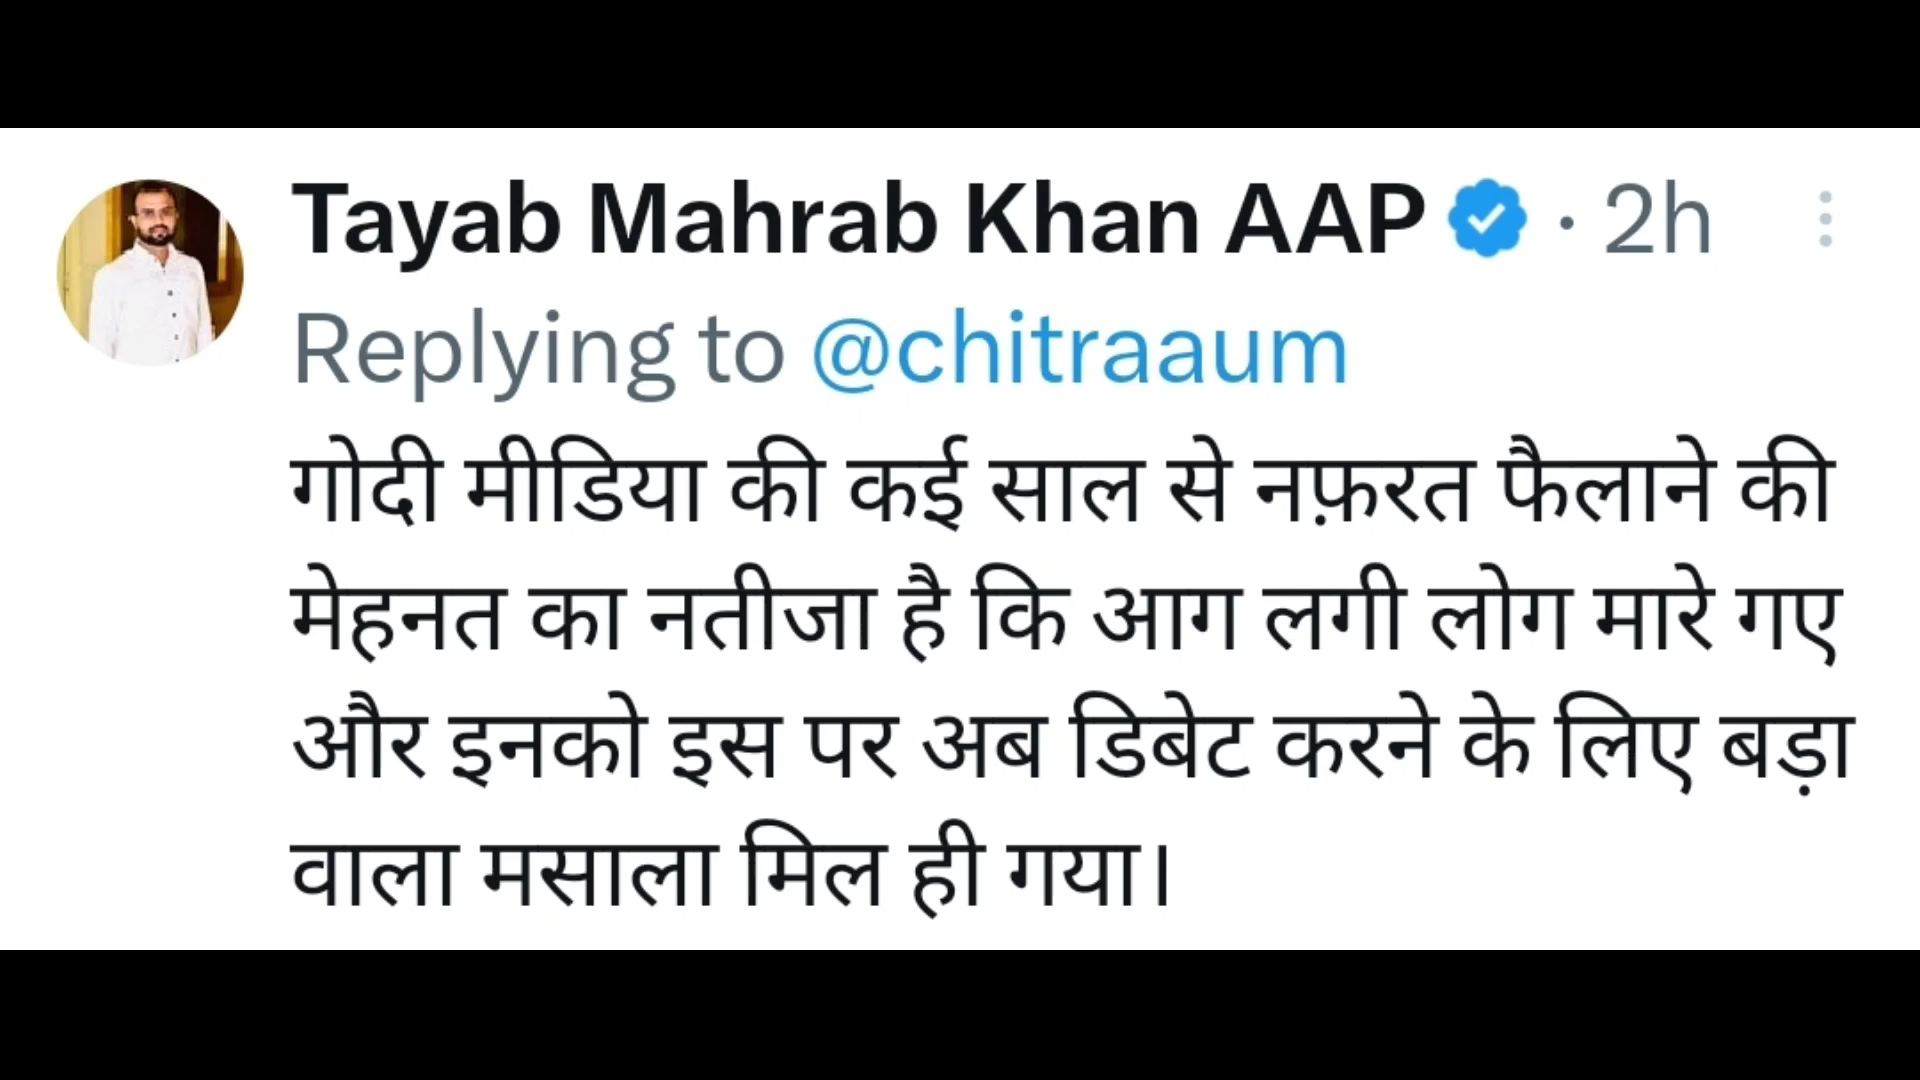 Tayab Mahrab Khan AAP · 2h
Replying to @chitraaum
गोदी मीडिया की कई साल से नफ़रत फैलाने की
मेहनत का नतीजा है कि आग लगी लोग मारे गए
और इनको इस पर अब डिबेट करने के लिए बड़ा
वाला मसाला मिल ही गया।